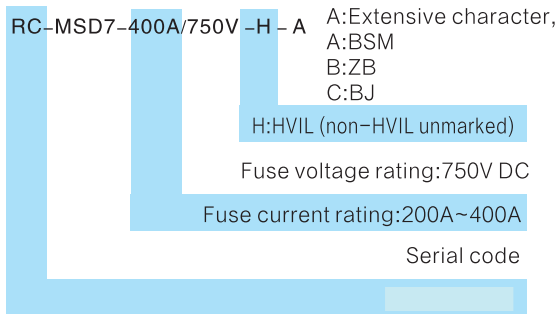 RC-MSD7-400A/750V -H - A
A:Extensive character,
A:BSM
B:ZB
C:BJ
H:HVIL (non-HVIL unmarked)
Fuse voltage rating:750V DC
Fuse current rating:200A~400A
Serial code